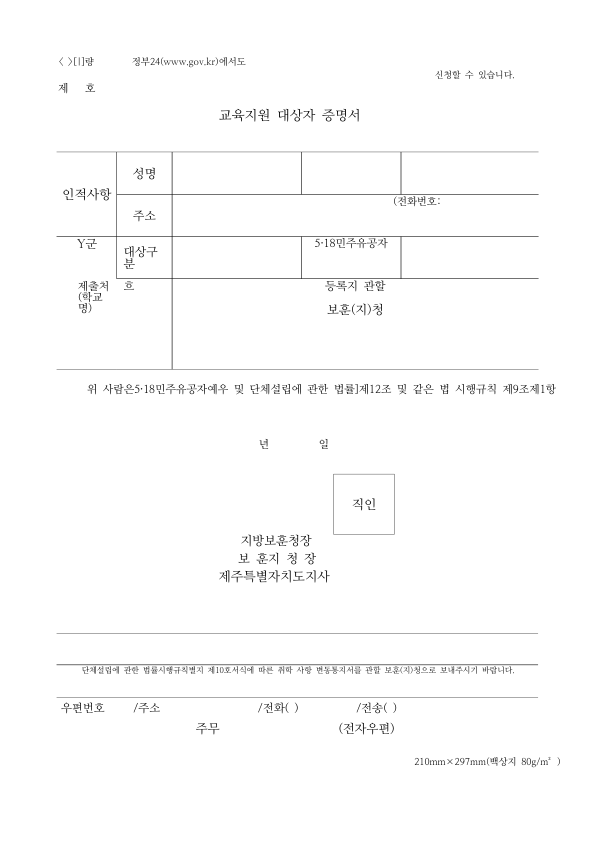 〈 〉[|]량 정부24(www.gov.kr)에서도
신청할 수 있습니다.
제 호
교육지원 대상자 증명서
인적사항
성명
주소
(전화번호:
Y군
대상구
분
5·18민주유공자
제출처
(학교
명)
흐
등록지 관할
보훈(지)청
위 사람은5·18민주유공자예우 및 단체설립에 관한 법률]제12조 및 같은 법 시행규칙 제9조제1항
년 일
직인
지방보훈청장
보 훈지 청 장
제주특별자치도지사
단체설립에 관한 법률시행규칙별지 제10호서식에 따른 취학 사항 변동통지서를 관할 보훈(지)청으로 보내주시기 바랍니다.
우편번호 /주소 /전화( ) /전송( )
주무 (전자우편)
210mm×297mm(백상지 80g/㎡ )